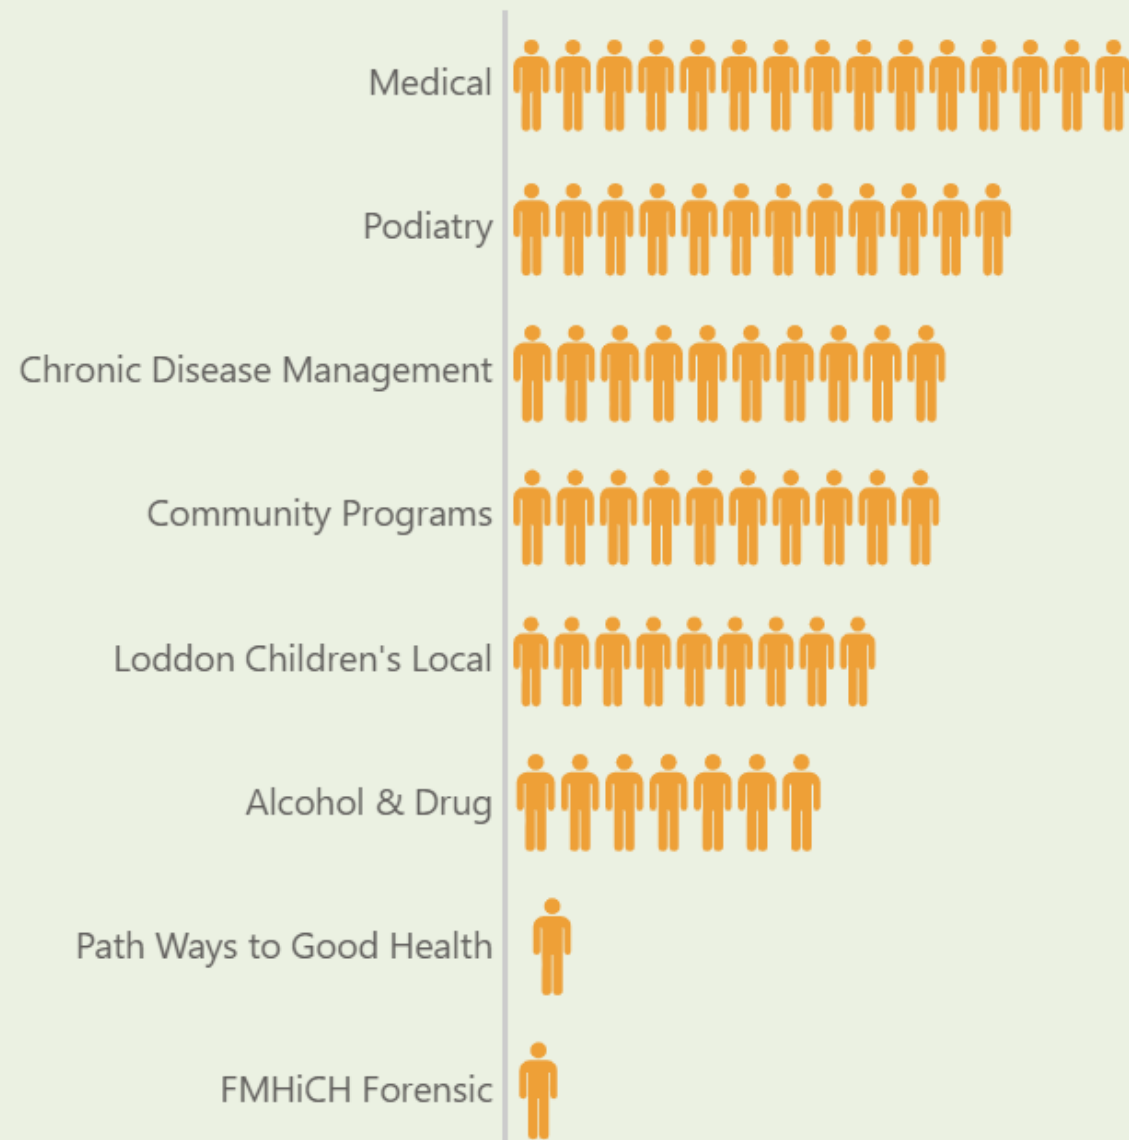 Medical
Podiatry
Chronic Disease Management
Community Programs
Loddon Children's Local
Alcohol & Drug
Path Ways to Good Health
FMHiCH Forensic